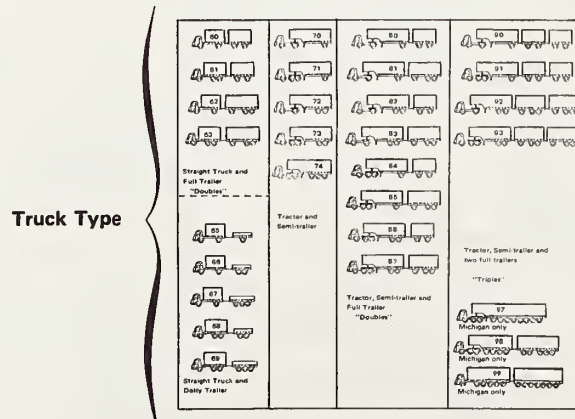 Truck Type
60
61
62
63
Straight Truck and
Full Trailer
"Doubles"
65
66
67
68
69
Straight Truck and
Dolly Trailer
70
71
72
73
74
Tractor and
Semi-trailer
80
81
82
83
84
85
86
87
Tractor, Semi-trailer and
Full Trailer
"Doubles"
90
91
92
93
Tractor, Semi-trailer and
two full trailers
"Triples"
97
Michigan only
98
Michigan only
99
Michigan only